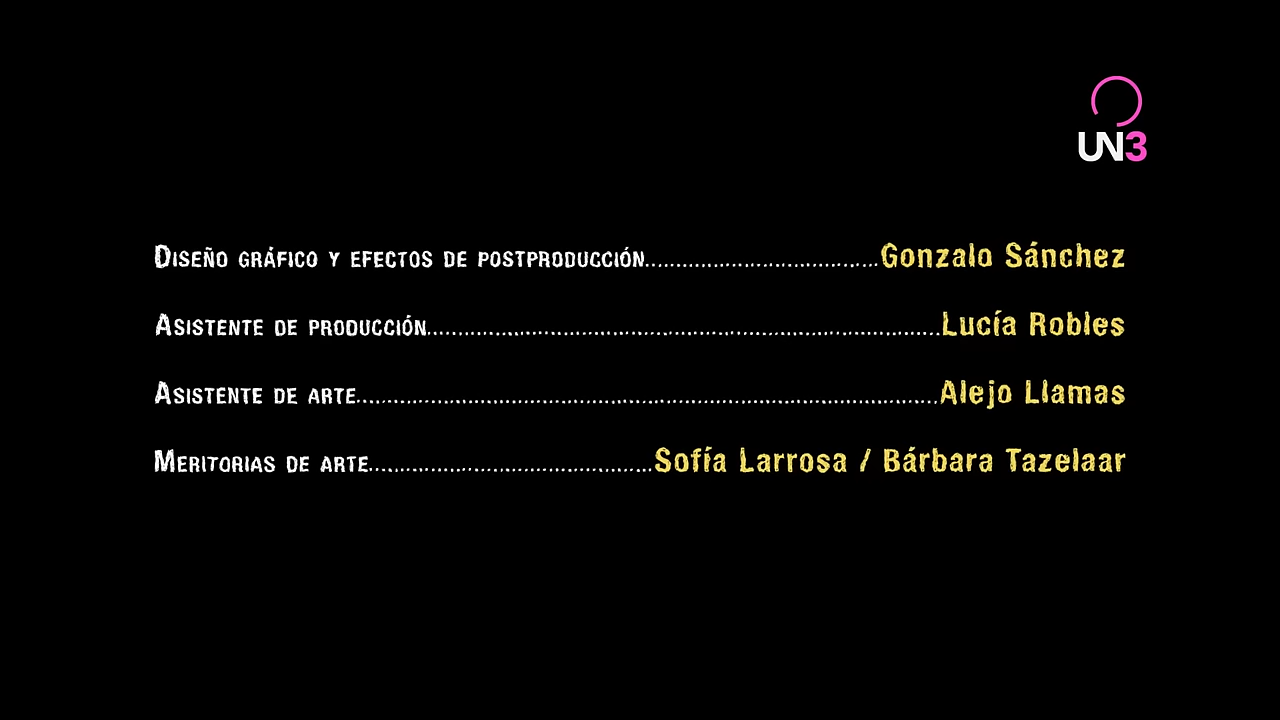 UN3
Diseño gráfico y efectos de postproducción......................................Gonzalo Sánchez
Asistente de producción....................................................................................Lucía Robles
Asistente de arte...............................................................................................Alejo Llamas
Meritorias de arte..............................................Sofía Larrosa / Bárbara Tazelaar